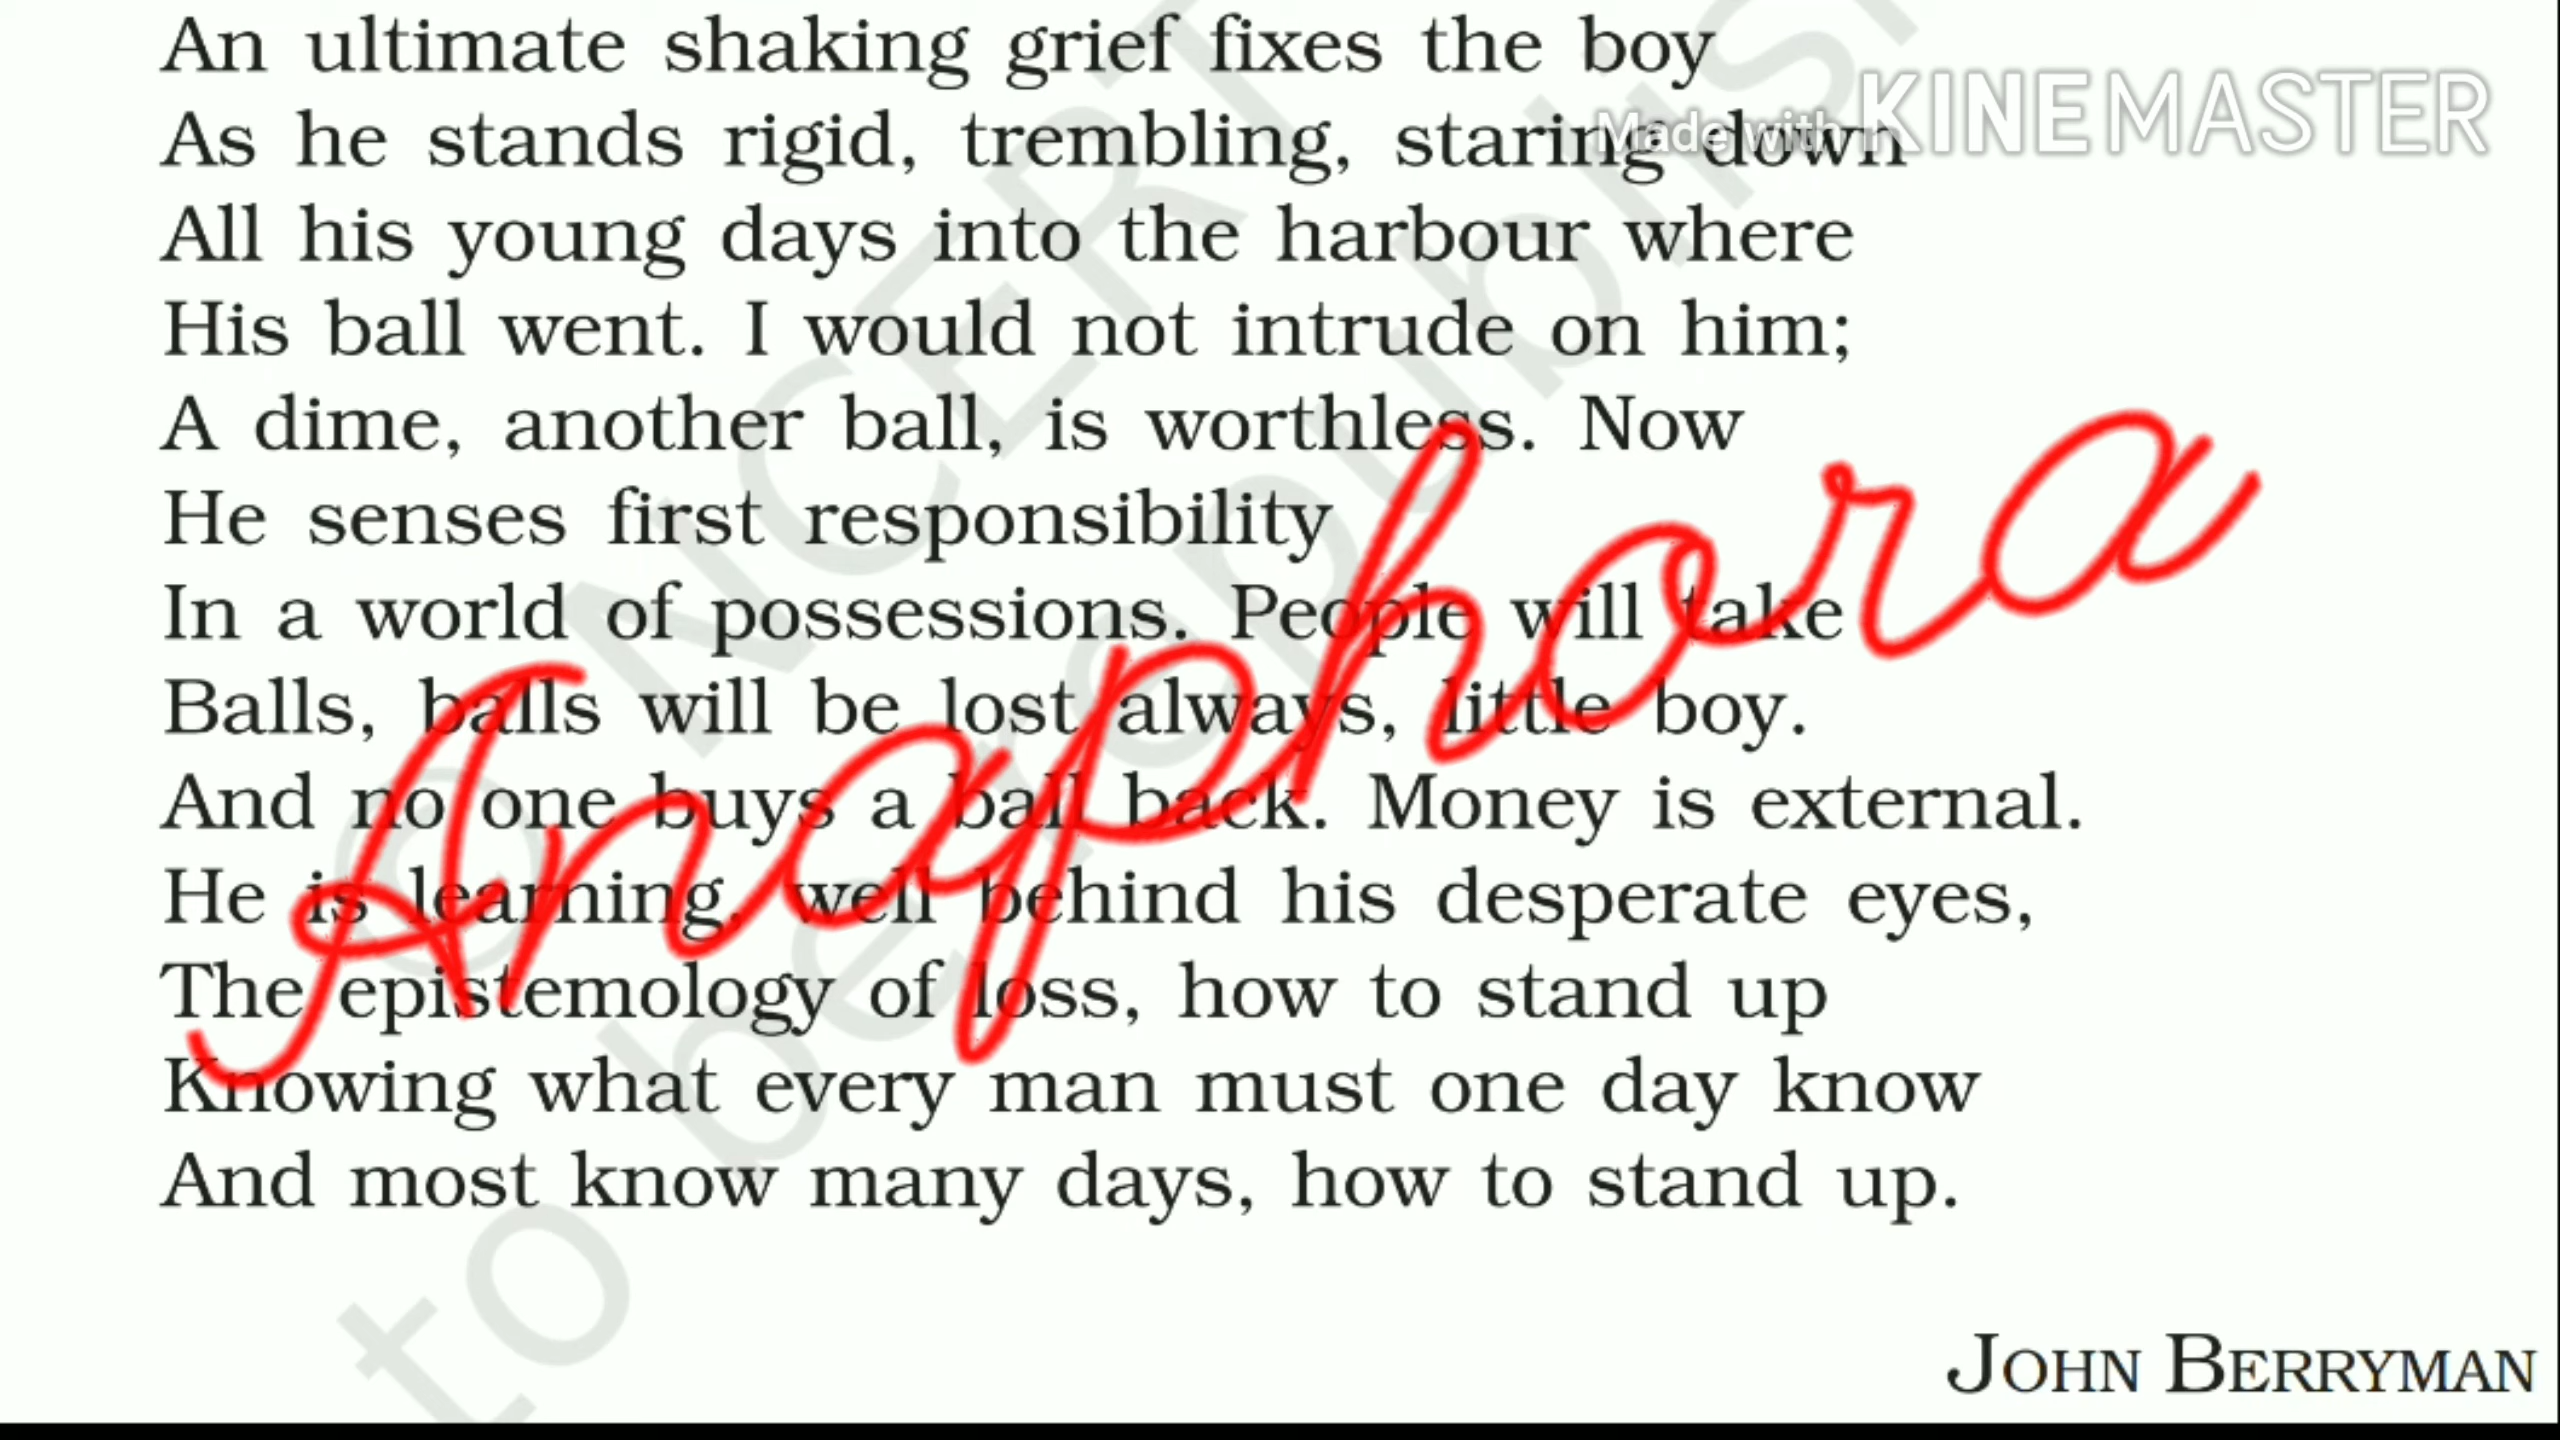 An ultimate shaking grief fixes the boy
As he stands rigid, trembling, staring down
Made with KINEMASTER
All his young days into the harbour where
His ball went. I would not intrude on him;
A dime, another ball, is worthless. Now
He senses first responsibility
In a world of possessions. People will take
Balls, balls will be lost always, little boy.
And no one buys a ball back. Money is external.
He is learning, well behind his desperate eyes,
The epistemology of loss, how to stand up
Knowing what every man must one day know
And most know many days, how to stand up.
Anaphora
JOHN BERRYMAN
© NCERT
to be republish